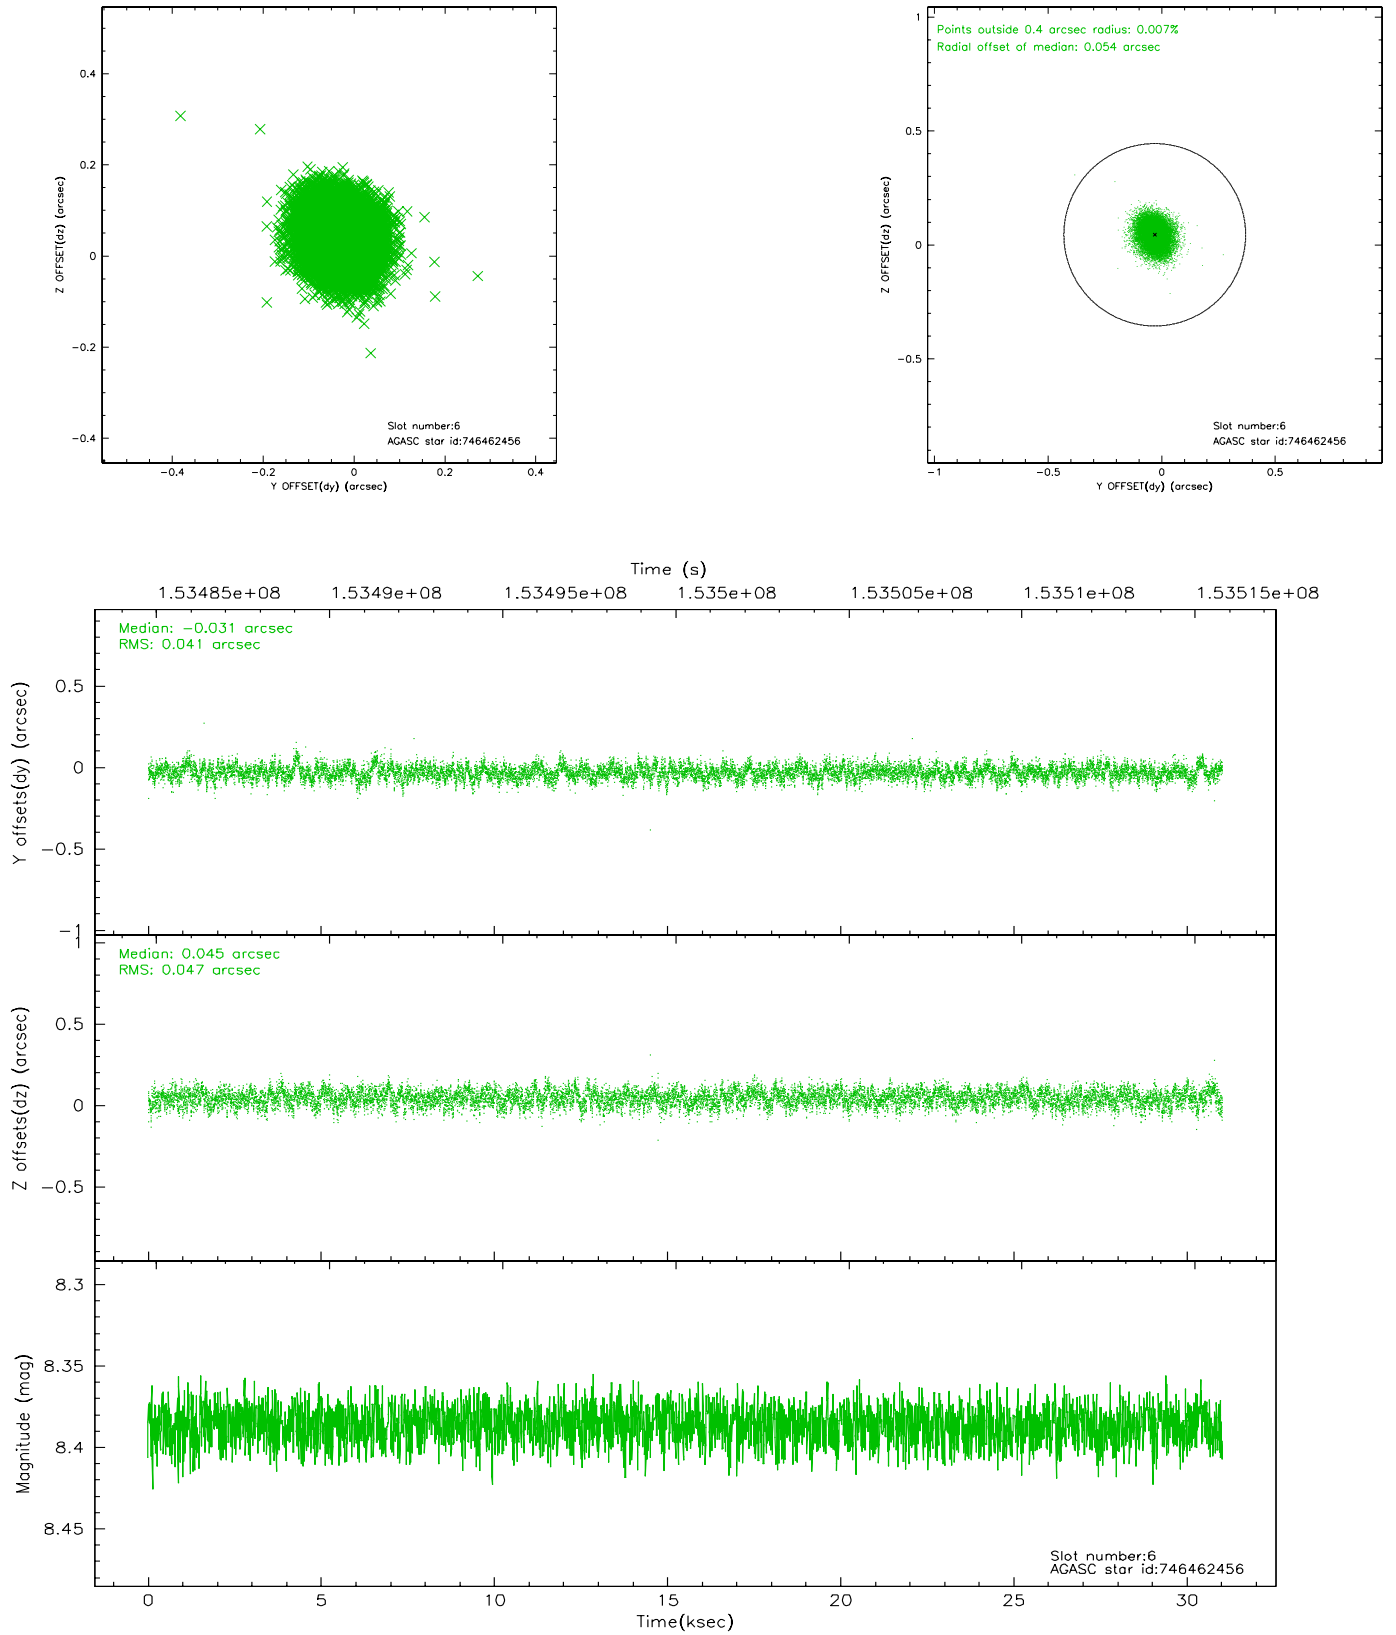 0.4
0.2
0
−0.2
−0.4
Z OFFSET(dz) (arcsec)
Slot number:6
AGASC star id:746462456
−0.4 −0.2 0 0.2 0.4
Y OFFSET(dy) (arcsec)
Points outside 0.4 arcsec radius: 0.007%
Radial offset of median: 0.054 arcsec
1
0.5
0
−0.5
Z OFFSET(dz) (arcsec)
Slot number:6
AGASC star id:746462456
−1 −0.5 0 0.5
Y OFFSET(dy) (arcsec)
Time (s)
1.53485e+08 1.5349e+08 1.53495e+08 1.535e+08 1.53505e+08 1.5351e+08 1.53515e+08
Median: −0.031 arcsec
RMS: 0.041 arcsec
0.5
0
−0.5
−1
Y offsets(dy) (arcsec)
Median: 0.045 arcsec
RMS: 0.047 arcsec
1
0.5
0
−0.5
Z offsets(dz) (arcsec)
8.3
8.35
8.4
8.45
Magnitude (mag)
Slot number:6
AGASC star id:746462456
0 5 10 15 20 25 30
Time(ksec)